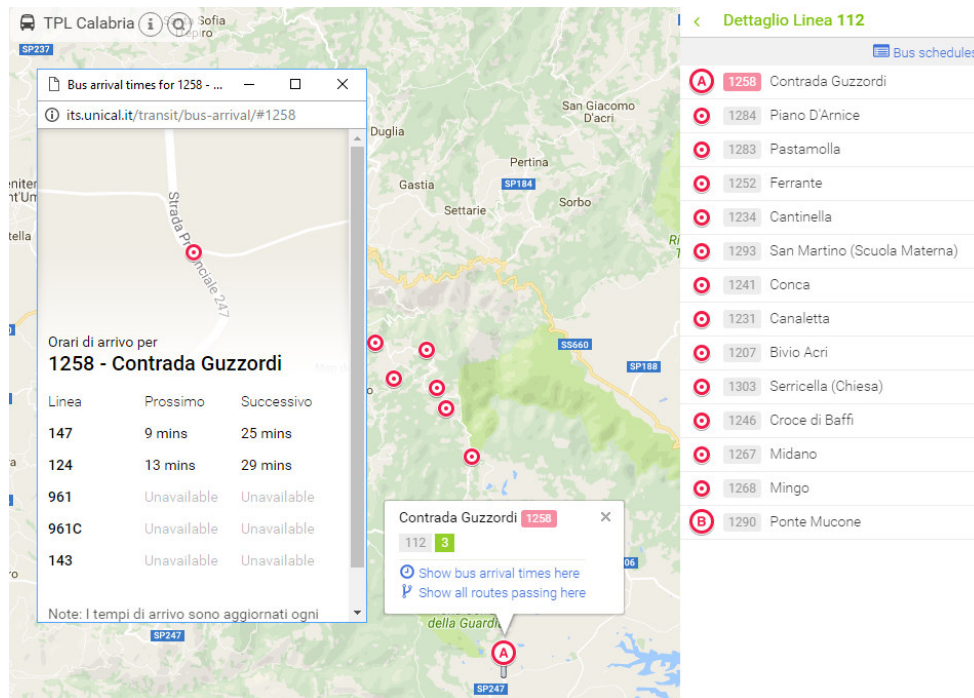 TPL Calabria
Sofia
SP237
Bus arrival times for 1258 - ...
its.unical.it/transit/bus-arrival/#1258
Strada Provinciale 247
Orari di arrivo per
1258 - Contrada Guzzordi
Linea Prossimo Successivo
147 9 mins 25 mins
124 13 mins 29 mins
961 Unavailable Unavailable
961C Unavailable Unavailable
143 Unavailable Unavailable
Note: I tempi di arrivo sono aggiornati ogni
San Giacomo
D'acri
Duglia
Pertina
Gastia
SP184
Settarie
Sorbo
SS660
SP188
Contrada Guzzordi 1258
112 3
Show bus arrival times here
Show all routes passing here
della Guardia
A
SP247
SP247
Dettaglio Linea 112
Bus schedules
A 1258 Contrada Guzzordi
1284 Piano D'Arnice
1283 Pastamolla
1252 Ferrante
1234 Cantinella
1293 San Martino (Scuola Materna)
1241 Conca
1231 Canaletta
1207 Bivio Acri
1303 Serricella (Chiesa)
1246 Croce di Baffi
1267 Midano
1268 Mingo
B 1290 Ponte Mucone